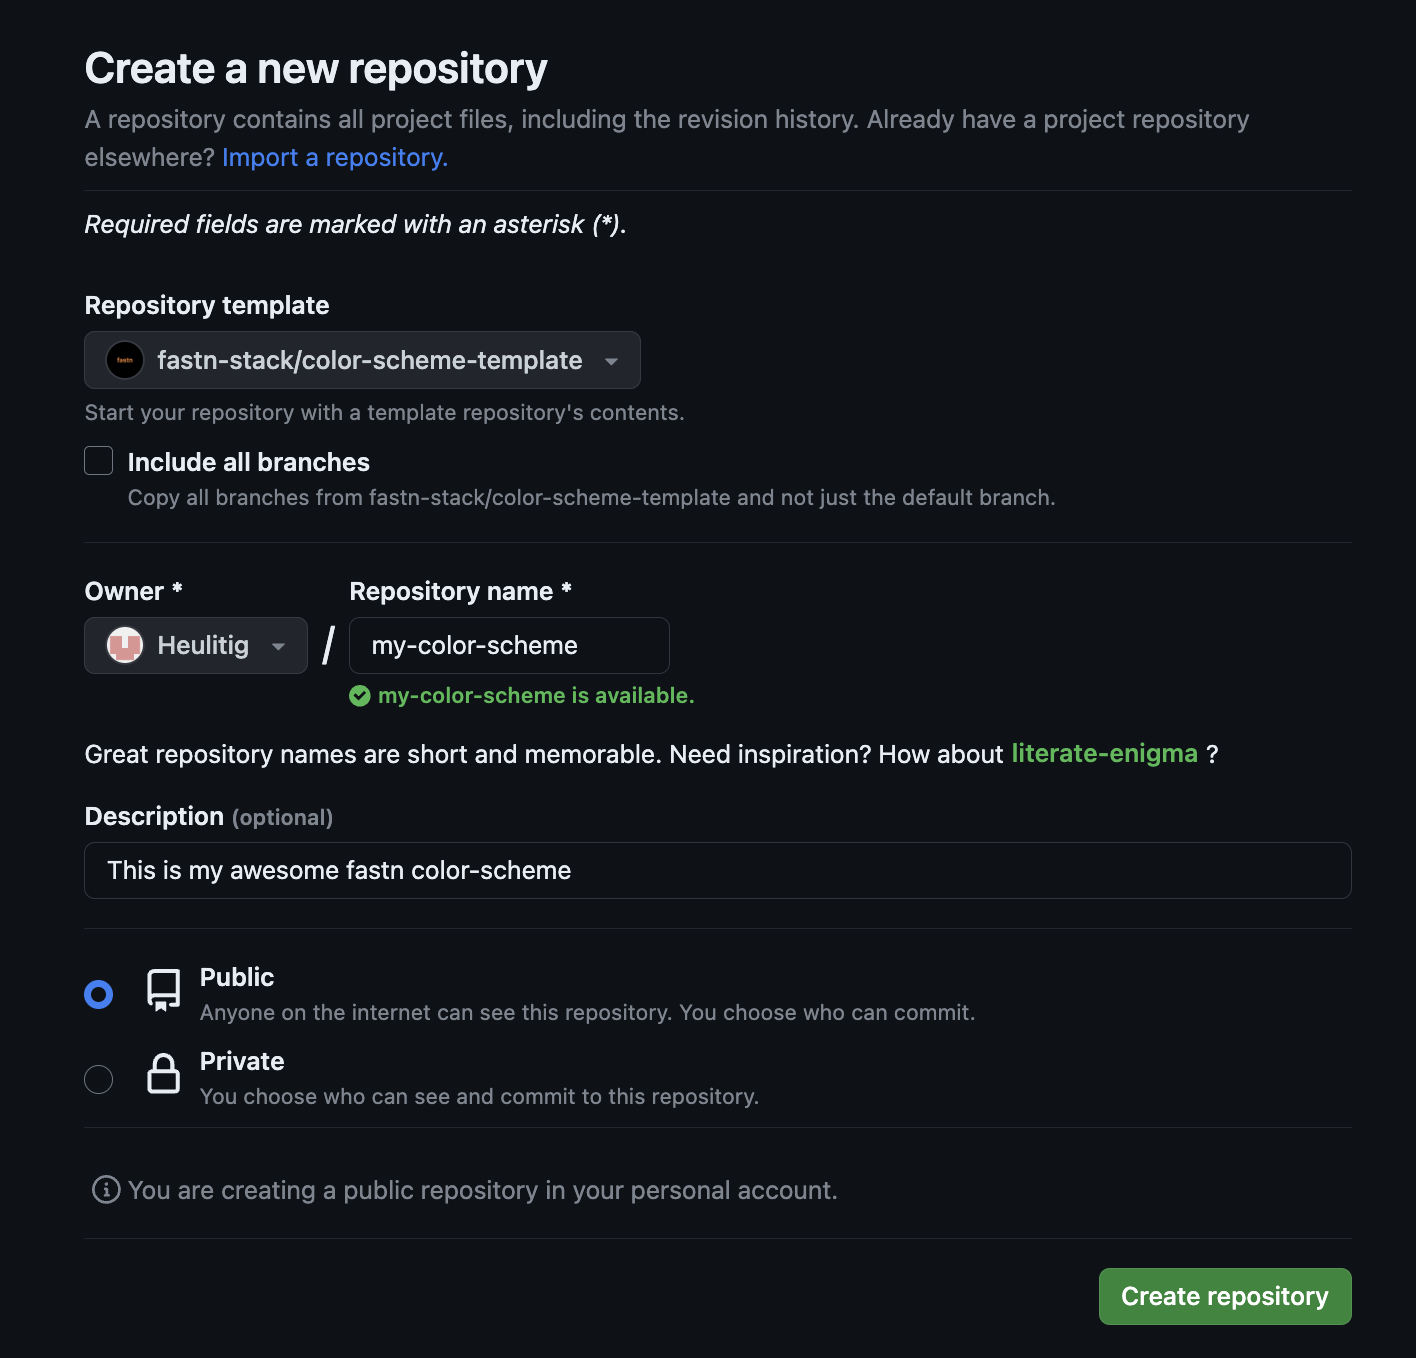 Create a new repository
A repository contains all project files, including the revision history. Already have a project repository
elsewhere? Import a repository.
Required fields are marked with an asterisk (*).
Repository template
fastn
fastn-stack/color-scheme-template
Start your repository with a template repository's contents.
Include all branches
Copy all branches from fastn-stack/color-scheme-template and not just the default branch.
Owner * Repository name *
Heulitig / my-color-scheme
my-color-scheme is available.
Great repository names are short and memorable. Need inspiration? How about literate-enigma ?
Description (optional)
This is my awesome fastn color-scheme
Public
Anyone on the internet can see this repository. You choose who can commit.
Private
You choose who can see and commit to this repository.
You are creating a public repository in your personal account.
Create repository